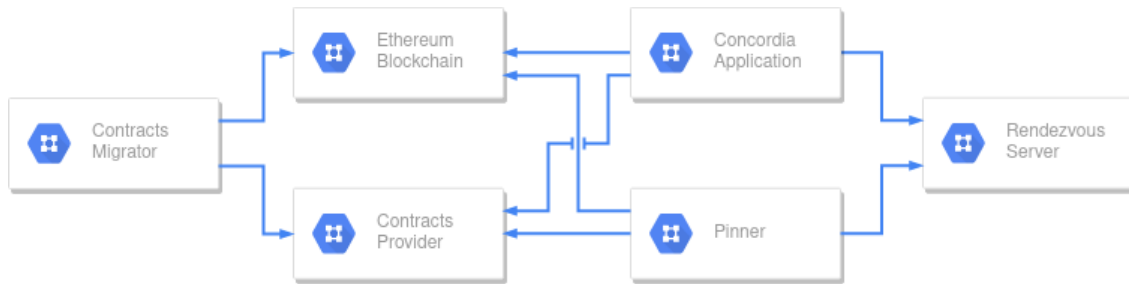 Ethereum
Blockchain
Concordia
Application
Contracts
Migrator
Rendezvous
Server
Contracts
Provider
Pinner